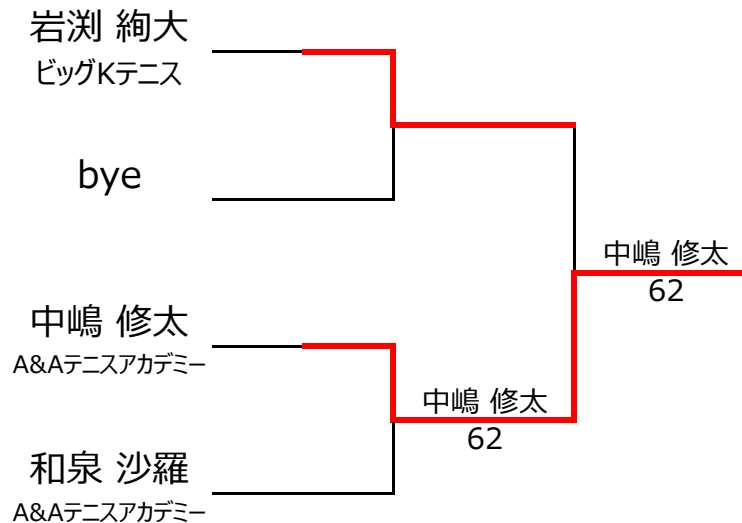 岩渕 絢大
ビッグKテニス
bye
中嶋 修太
A&Aテニスアカデミー
和泉 沙羅
A&Aテニスアカデミー
中嶋 修太
62
中嶋 修太
62